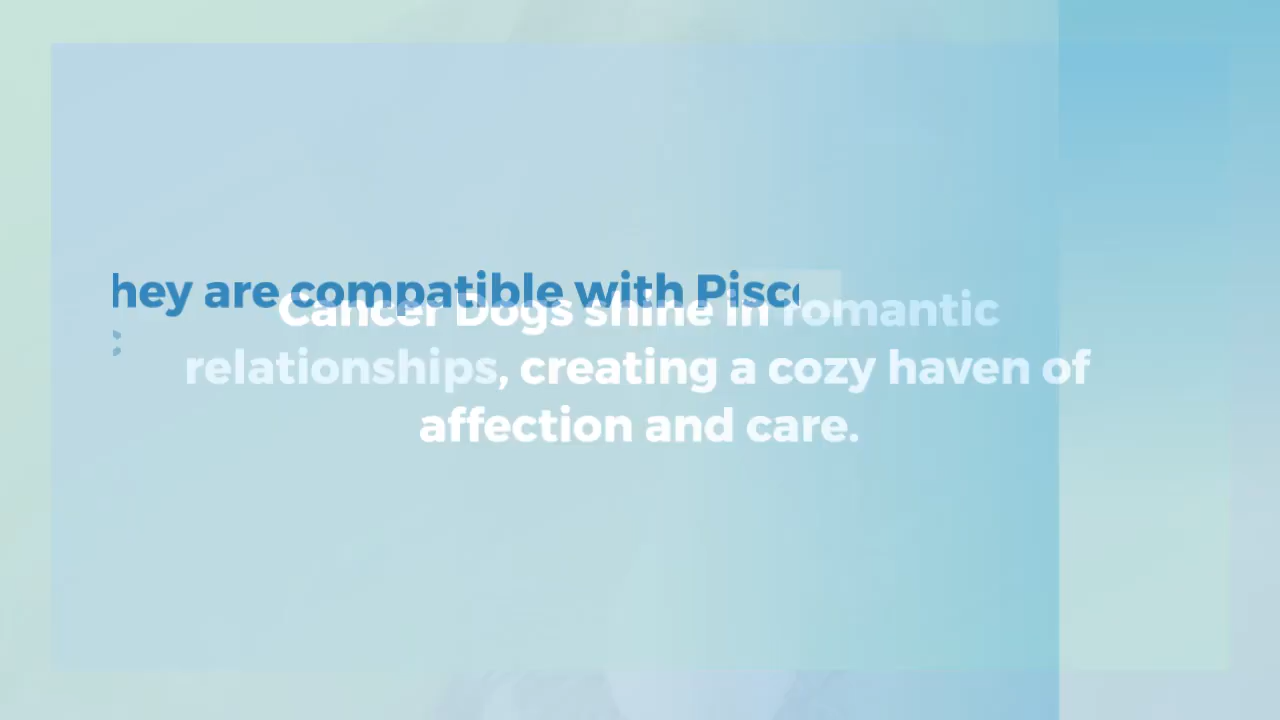 hey are compatible with Pisc
Cancer Dogs shine in romantic
relationships, creating a cozy haven of
affection and care.